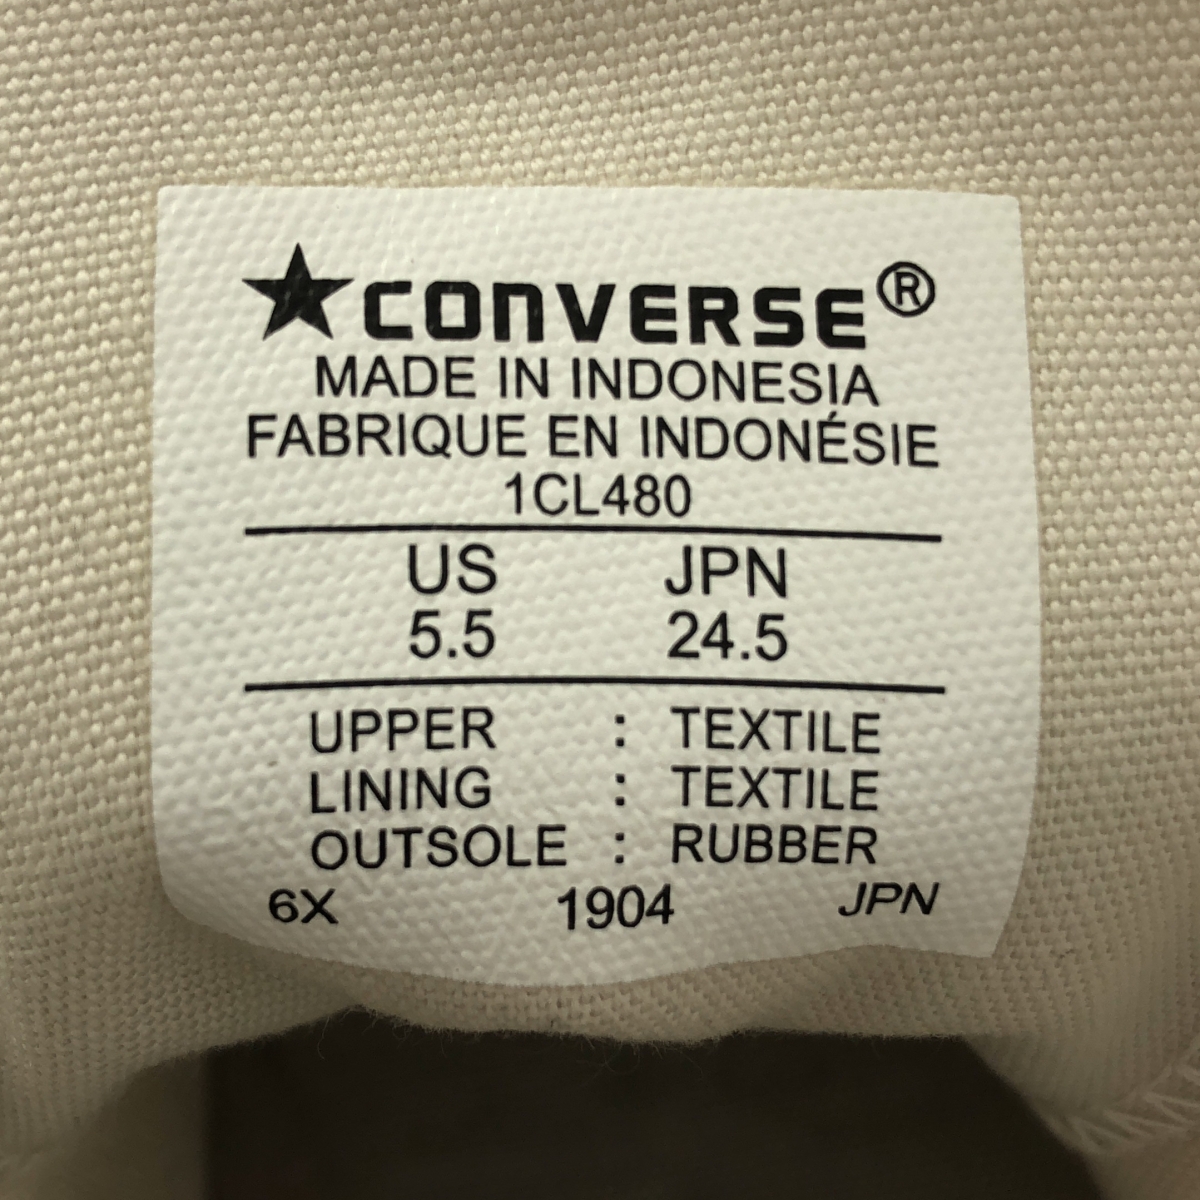 ★CONVERSE®
MADE IN INDONESIA
FABRIQUE EN INDONÉSIE
1CL480
US JPN
5.5 24.5
UPPER : TEXTILE
LINING : TEXTILE
OUTSOLE : RUBBER
6X 1904 JPN